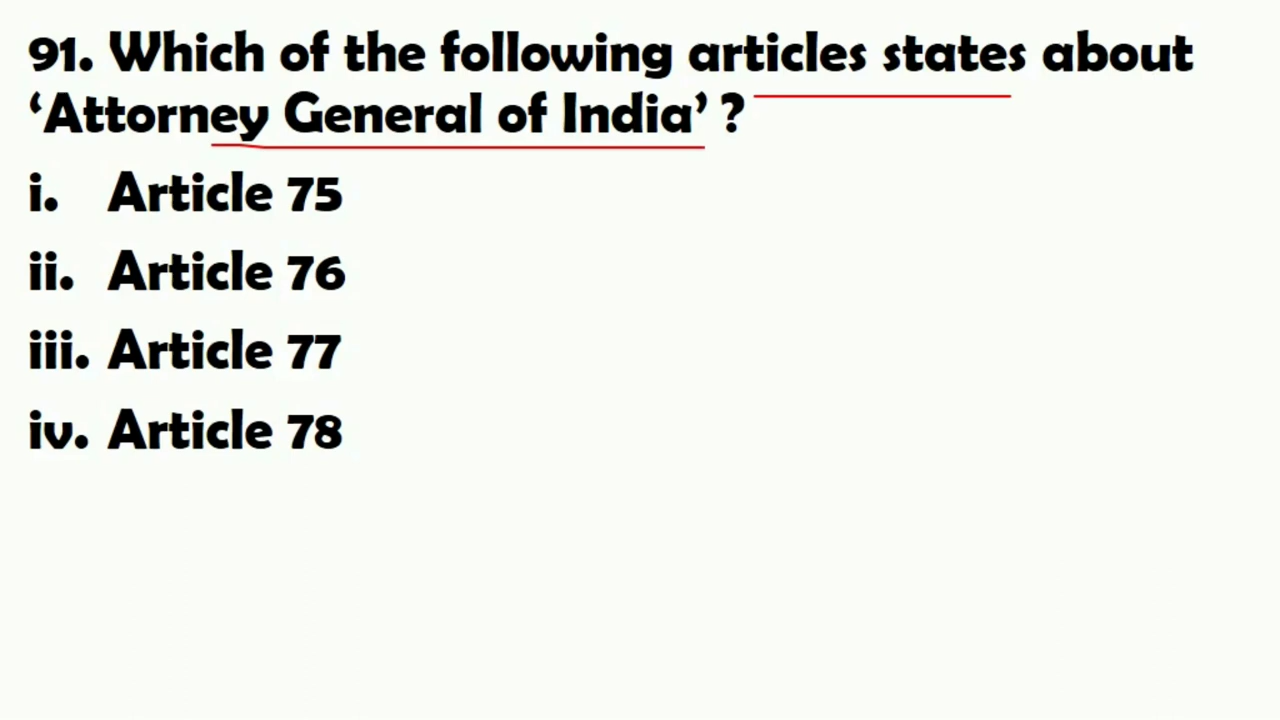 91. Which of the following articles states about
‘Attorney General of India’ ?
i. Article 75
ii. Article 76
iii. Article 77
iv. Article 78